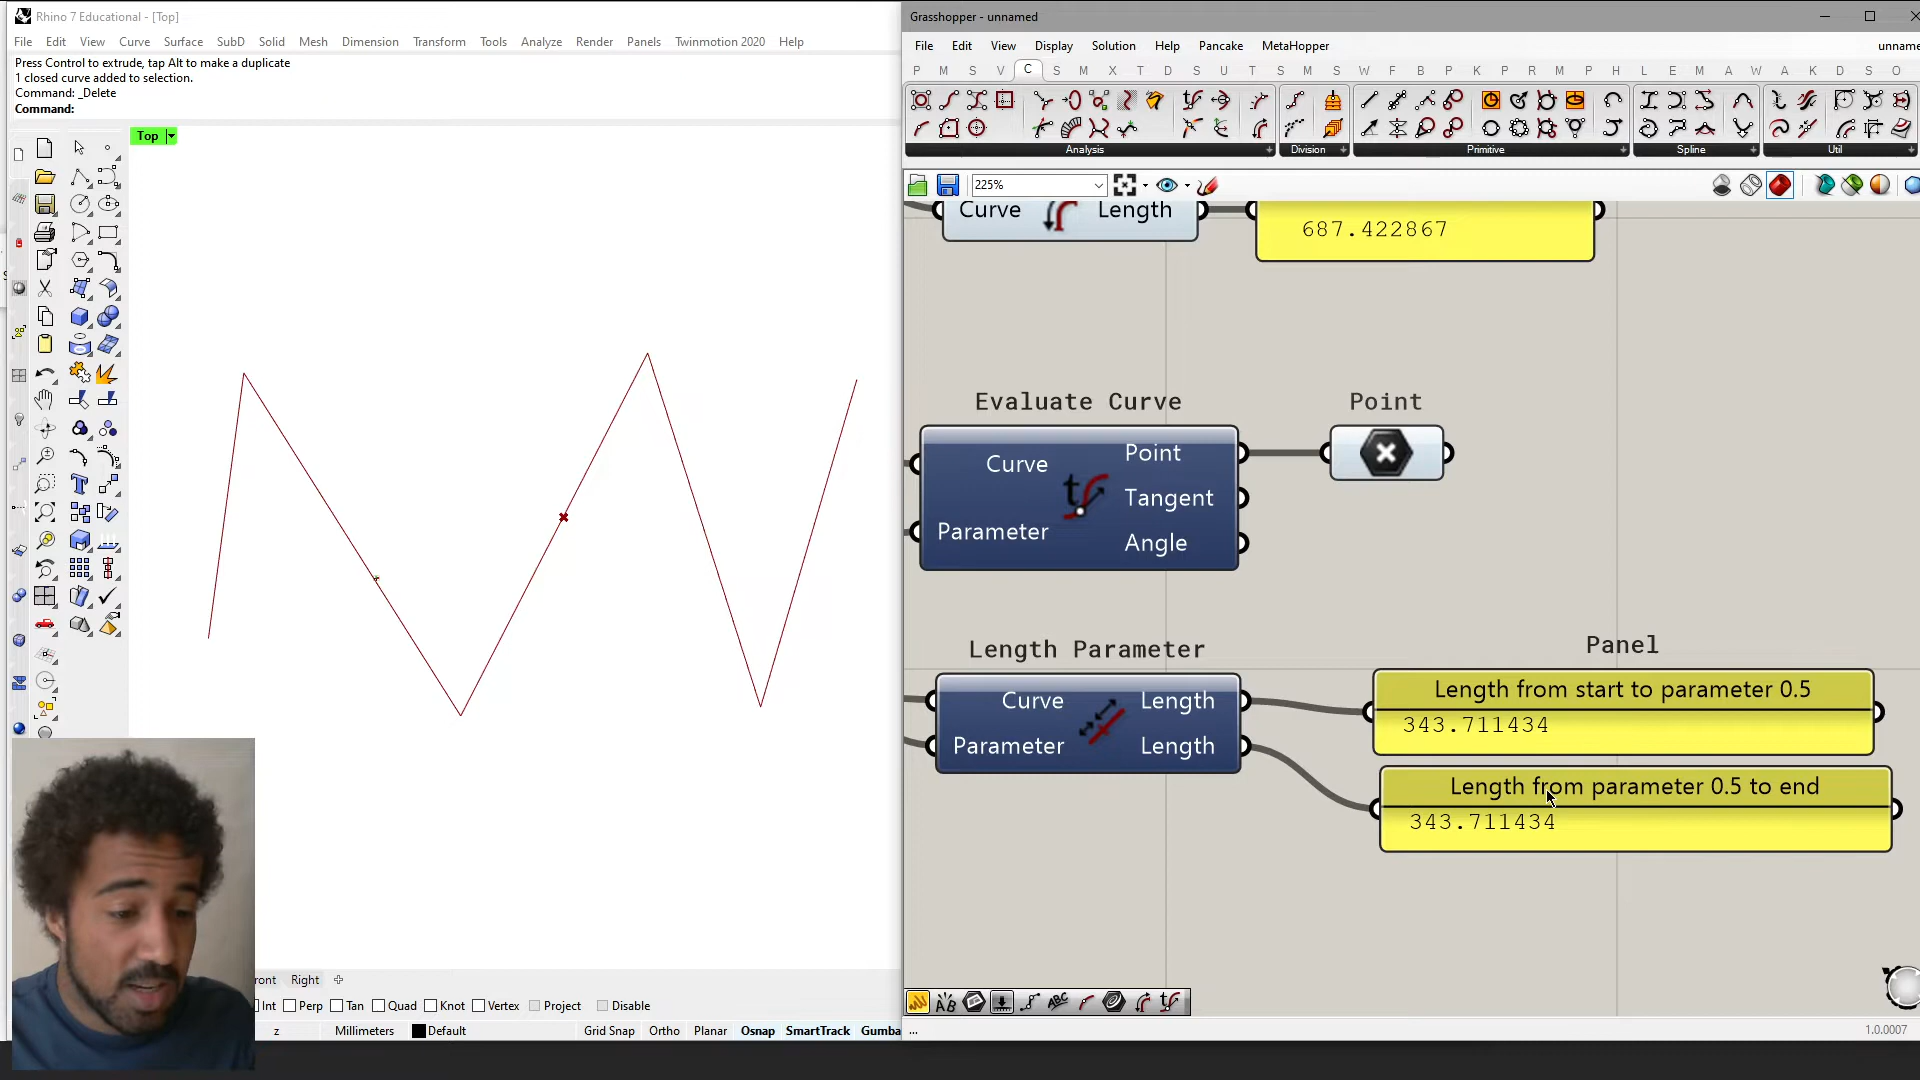 Rhino 7 Educational - [Top]
File Edit View Curve Surface SubD Solid Mesh Dimension Transform Tools Analyze Render Panels Twinmotion 2020 Help
Press Control to extrude, tap Alt to make a duplicate
1 closed curve added to selection.
Command: _Delete
Command:
Top
Grasshopper - unnamed
File Edit View Display Solution Help Pancake MetaHopper unname
P M S V C S M X T D S U T S M S W F B P K P R M P H L E M A W A K D S O
Analysis Division Primitive Spline Util
225%
Curve Length
687.422867
Evaluate Curve
Point
Curve
Parameter
Point
Tangent
Angle
Length Parameter
Curve Length
Parameter Length
Panel
Length from start to parameter 0.5
343.711434
Length from parameter 0.5 to end
343.711434
ront Right
Int Perp Tan Quad Knot Vertex Project Disable
z Millimeters Default Grid Snap Ortho Planar Osnap SmartTrack Gumba
...
1.0.0007